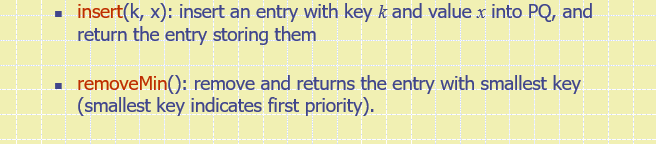 ▪ insert(k, x): insert an entry with key k and value x into PQ, and
return the entry storing them
▪ removeMin(): remove and returns the entry with smallest key
(smallest key indicates first priority).